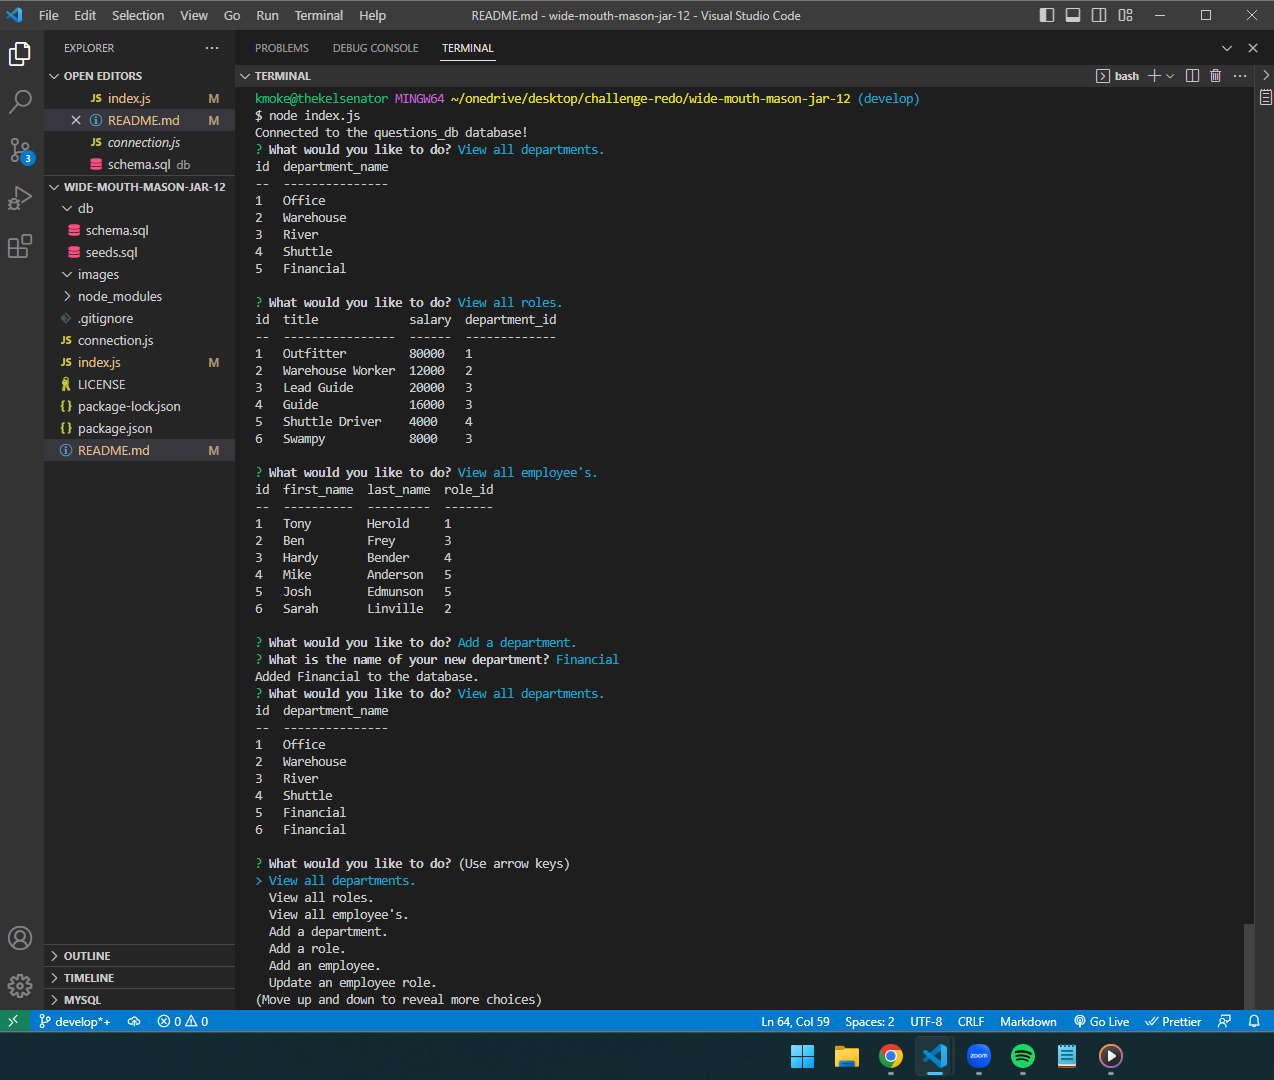 File Edit Selection View Go Run Terminal Help README.md - wide-mouth-mason-jar-12 - Visual Studio Code
EXPLORER
OPEN EDITORS
JS index.js M
README.md M
JS connection.js
schema.sql db
WIDE-MOUTH-MASON-JAR-12
db
schema.sql
seeds.sql
images
node_modules
.gitignore
JS connection.js
JS index.js M
LICENSE
{} package-lock.json
{} package.json
README.md M
OUTLINE
TIMELINE
MYSQL
3
PROBLEMS DEBUG CONSOLE TERMINAL
TERMINAL bash
kmoke@thekelsenator MINGW64 ~/onedrive/desktop/challenge-redo/wide-mouth-mason-jar-12 (develop)
$ node index.js
Connected to the questions_db database!
? What would you like to do? View all departments.
id department_name
-- ---------------
1 Office
2 Warehouse
3 River
4 Shuttle
5 Financial
? What would you like to do? View all roles.
id title salary department_id
-- ---------------- ------ -------------
1 Outfitter 80000 1
2 Warehouse Worker 12000 2
3 Lead Guide 20000 3
4 Guide 16000 3
5 Shuttle Driver 4000 4
6 Swampy 8000 3
? What would you like to do? View all employee's.
id first_name last_name role_id
-- ---------- --------- -------
1 Tony Herold 1
2 Ben Frey 3
3 Hardy Bender 4
4 Mike Anderson 5
5 Josh Edmunson 5
6 Sarah Linville 2
? What would you like to do? Add a department.
? What is the name of your new department? Financial
Added Financial to the database.
? What would you like to do? View all departments.
id department_name
-- ---------------
1 Office
2 Warehouse
3 River
4 Shuttle
5 Financial
6 Financial
? What would you like to do? (Use arrow keys)
> View all departments.
View all roles.
View all employee's.
Add a department.
Add a role.
Add an employee.
Update an employee role.
(Move up and down to reveal more choices)
develop*+ 0 0 Ln 64, Col 59 Spaces: 2 UTF-8 CRLF Markdown Go Live Prettier
zoom